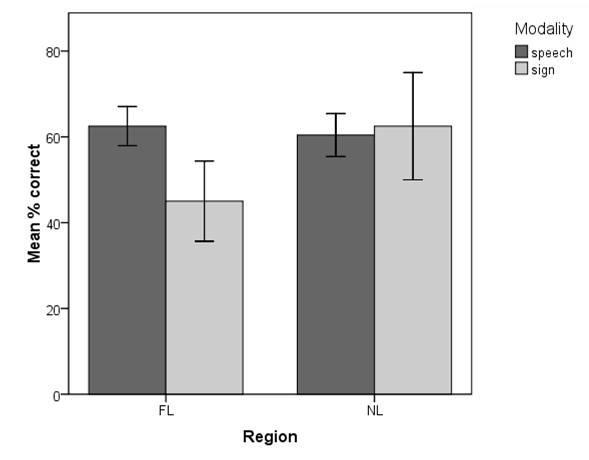 Modality
speech
sign
Mean % correct
80
60
40
20
0
FL NL
Region